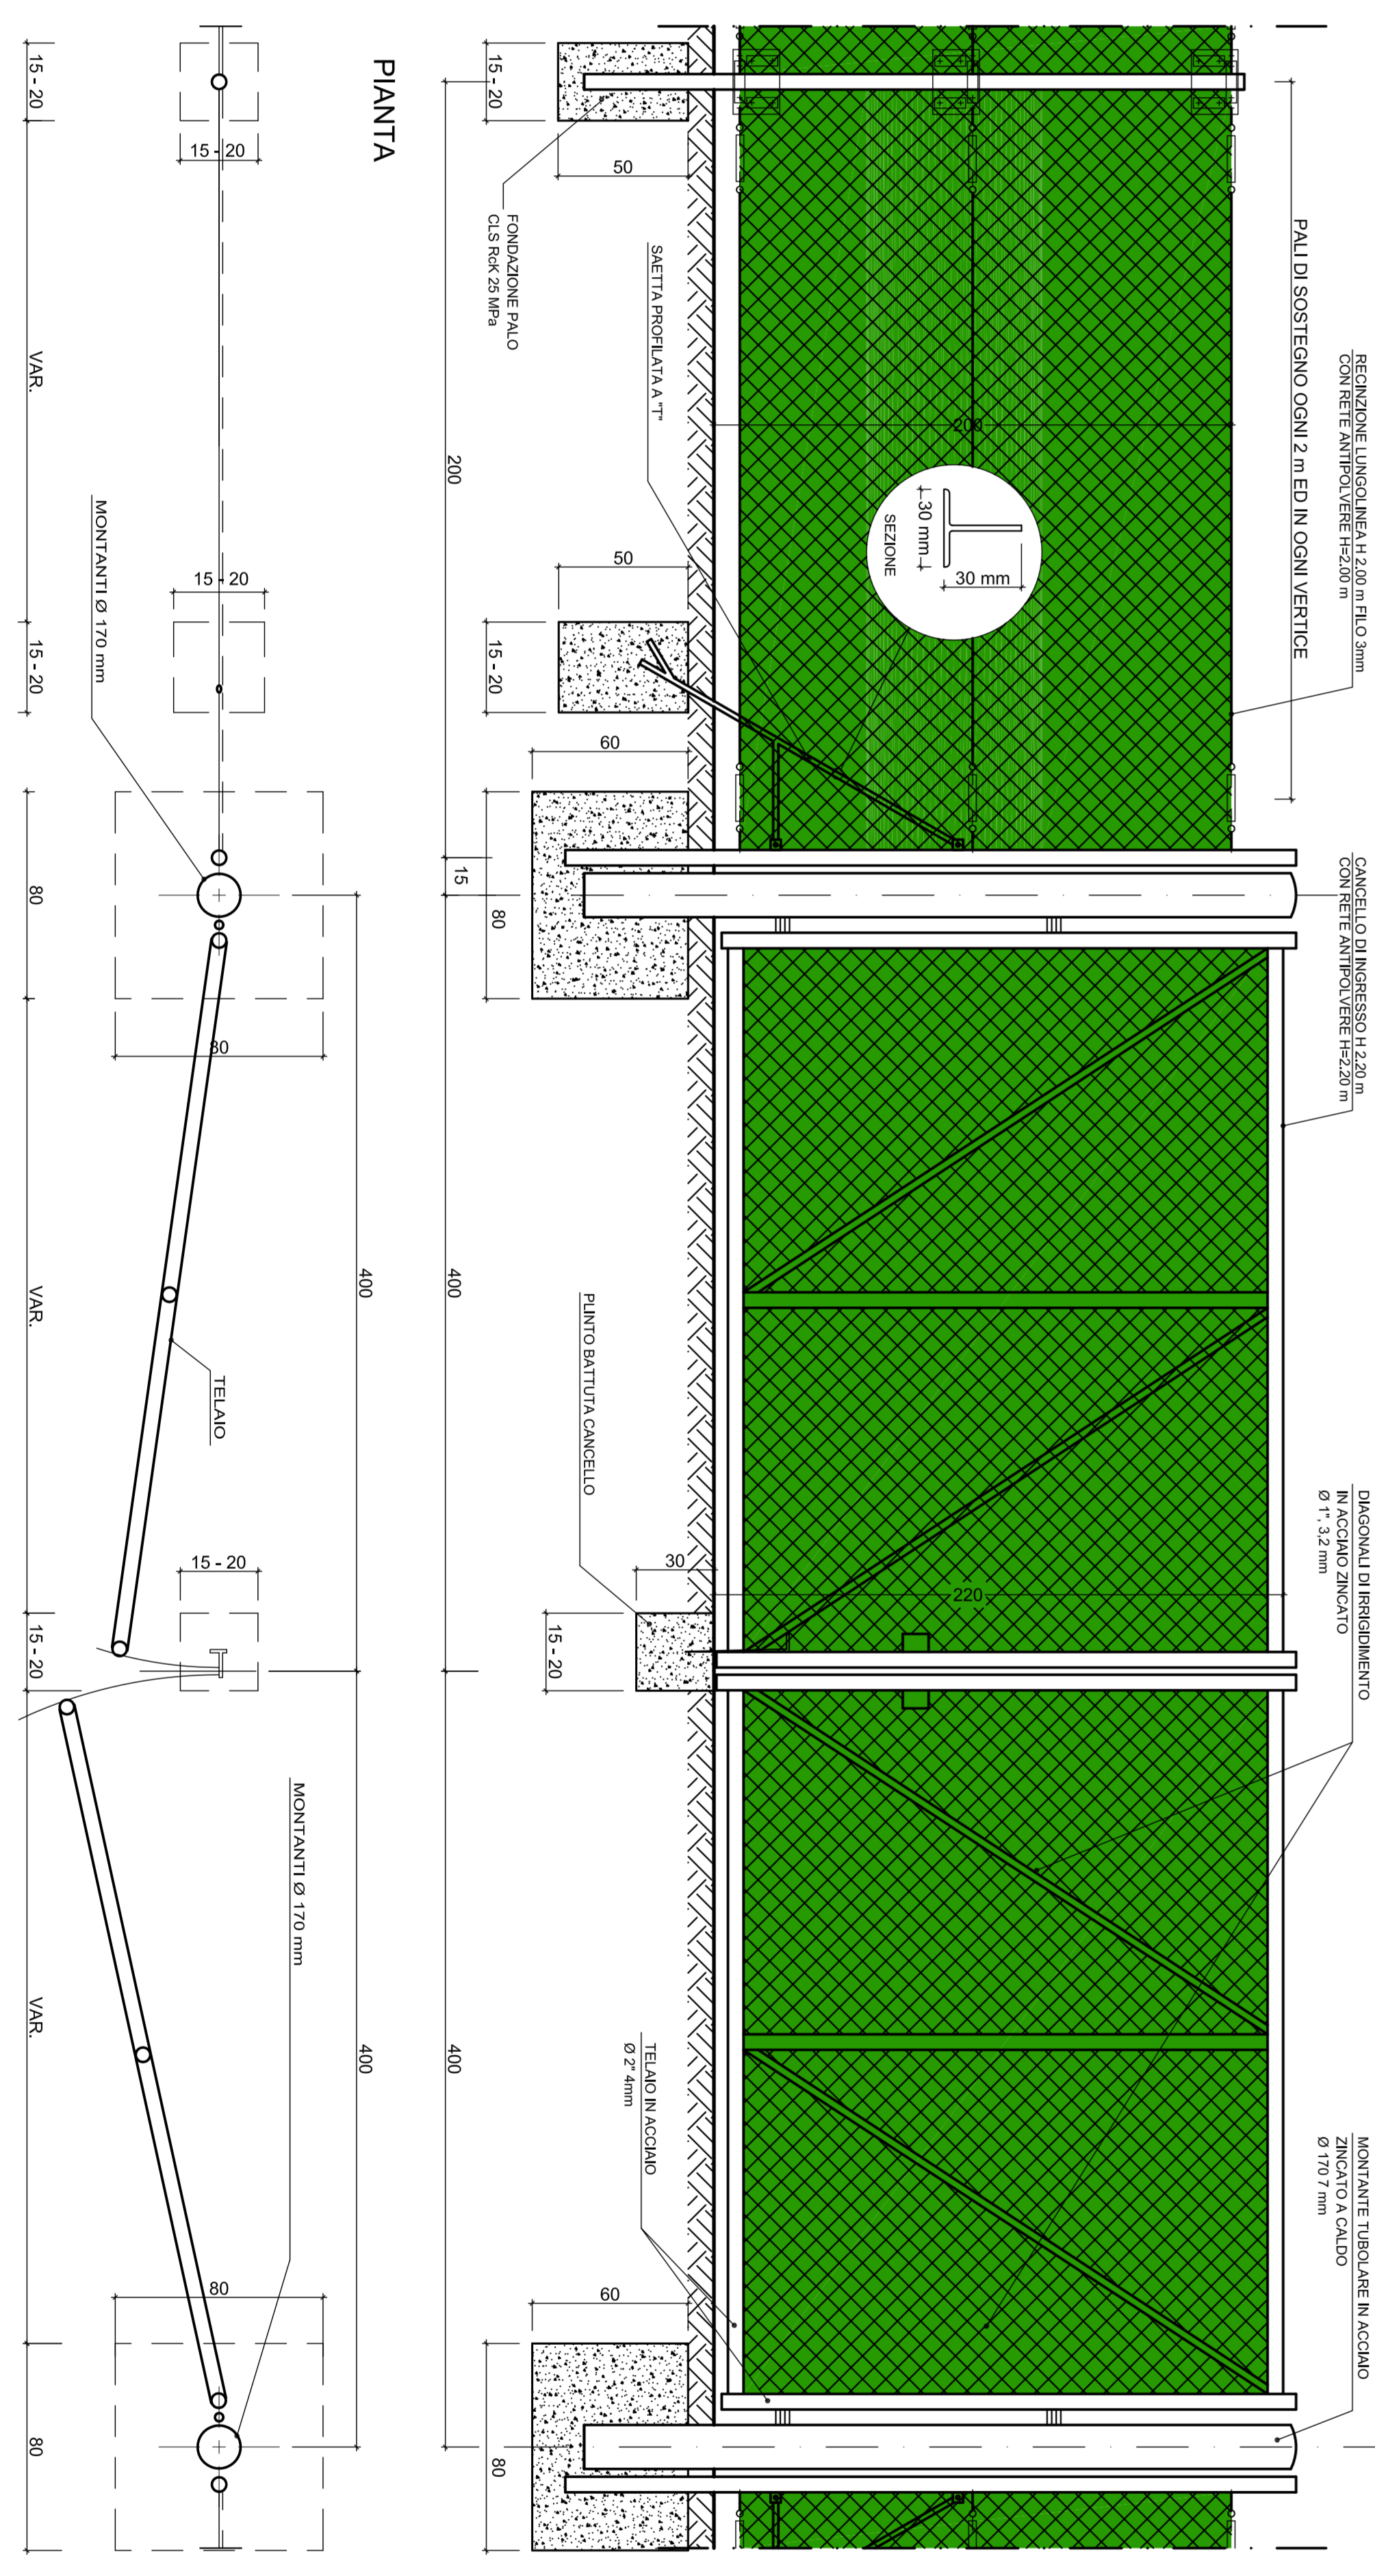 RECINZIONE LUNGOLINEA H 2.00 m FILO 3mm
CON RETE ANTIPOLVERE H=2.00 m
CANCELLO DI INGRESSO H 2.20 m
CON RETE ANTIPOLVERE H=2.20 m
DIAGONALI DI IRRIGIDIMENTO
IN ACCIAIO ZINCATO
Ø 1", 3,2 mm
MONTANTE TUBOLARE IN ACCIAIO
ZINCATO A CALDO
Ø 170 7 mm
PALI DI SOSTEGNO OGNI 2 m ED IN OGNI VERTICE
200
30 mm
30 mm
SEZIONE
220
SAETTA PROFILATA A "T"
TELAIO IN ACCIAIO
Ø 2" 4mm
50
FONDAZIONE PALO
CLS RcK 25 MPa
50
60
PLINTO BATTUTA CANCELLO
30
60
15 - 20
15 - 20
80
15 - 20
80
200
15
400
400
PIANTA
400
400
MONTANTI Ø 170 mm
15 - 20
15 - 20
80
TELAIO
15 - 20
80
MONTANTI Ø 170 mm
15 - 20
VAR.
15 - 20
80
VAR.
15 - 20
VAR.
80